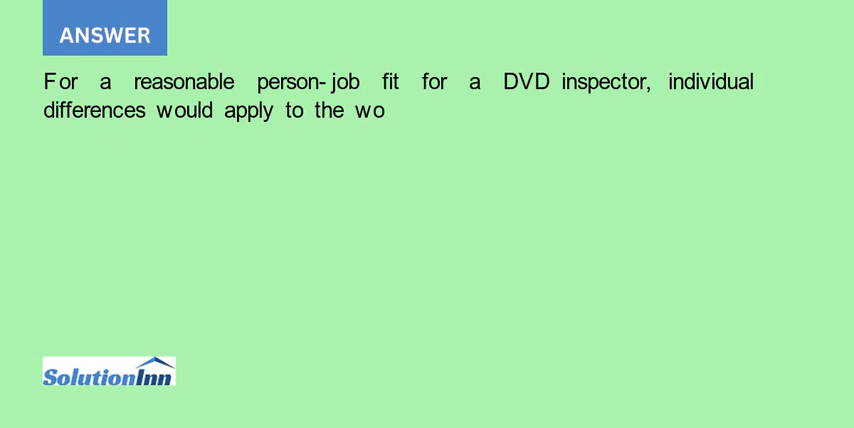 ANSWER
For a reasonable person-job fit for a DVD inspector, individual
differences would apply to the wo
SolutionInn